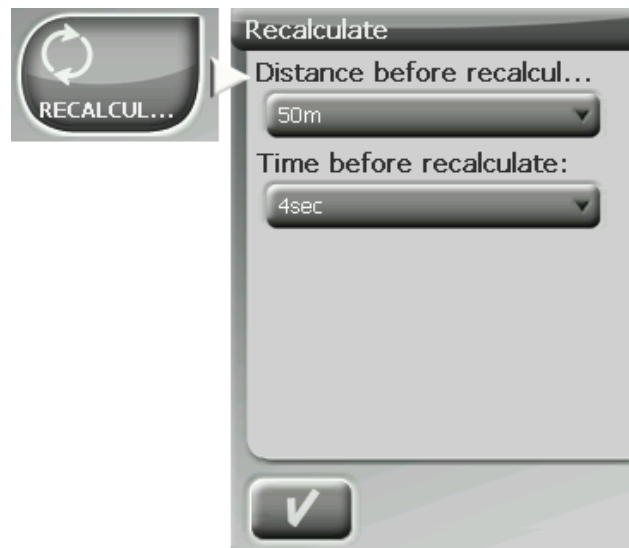 RECALCUL...
Recalculate
Distance before recalcul...
50m
Time before recalculate:
4sec